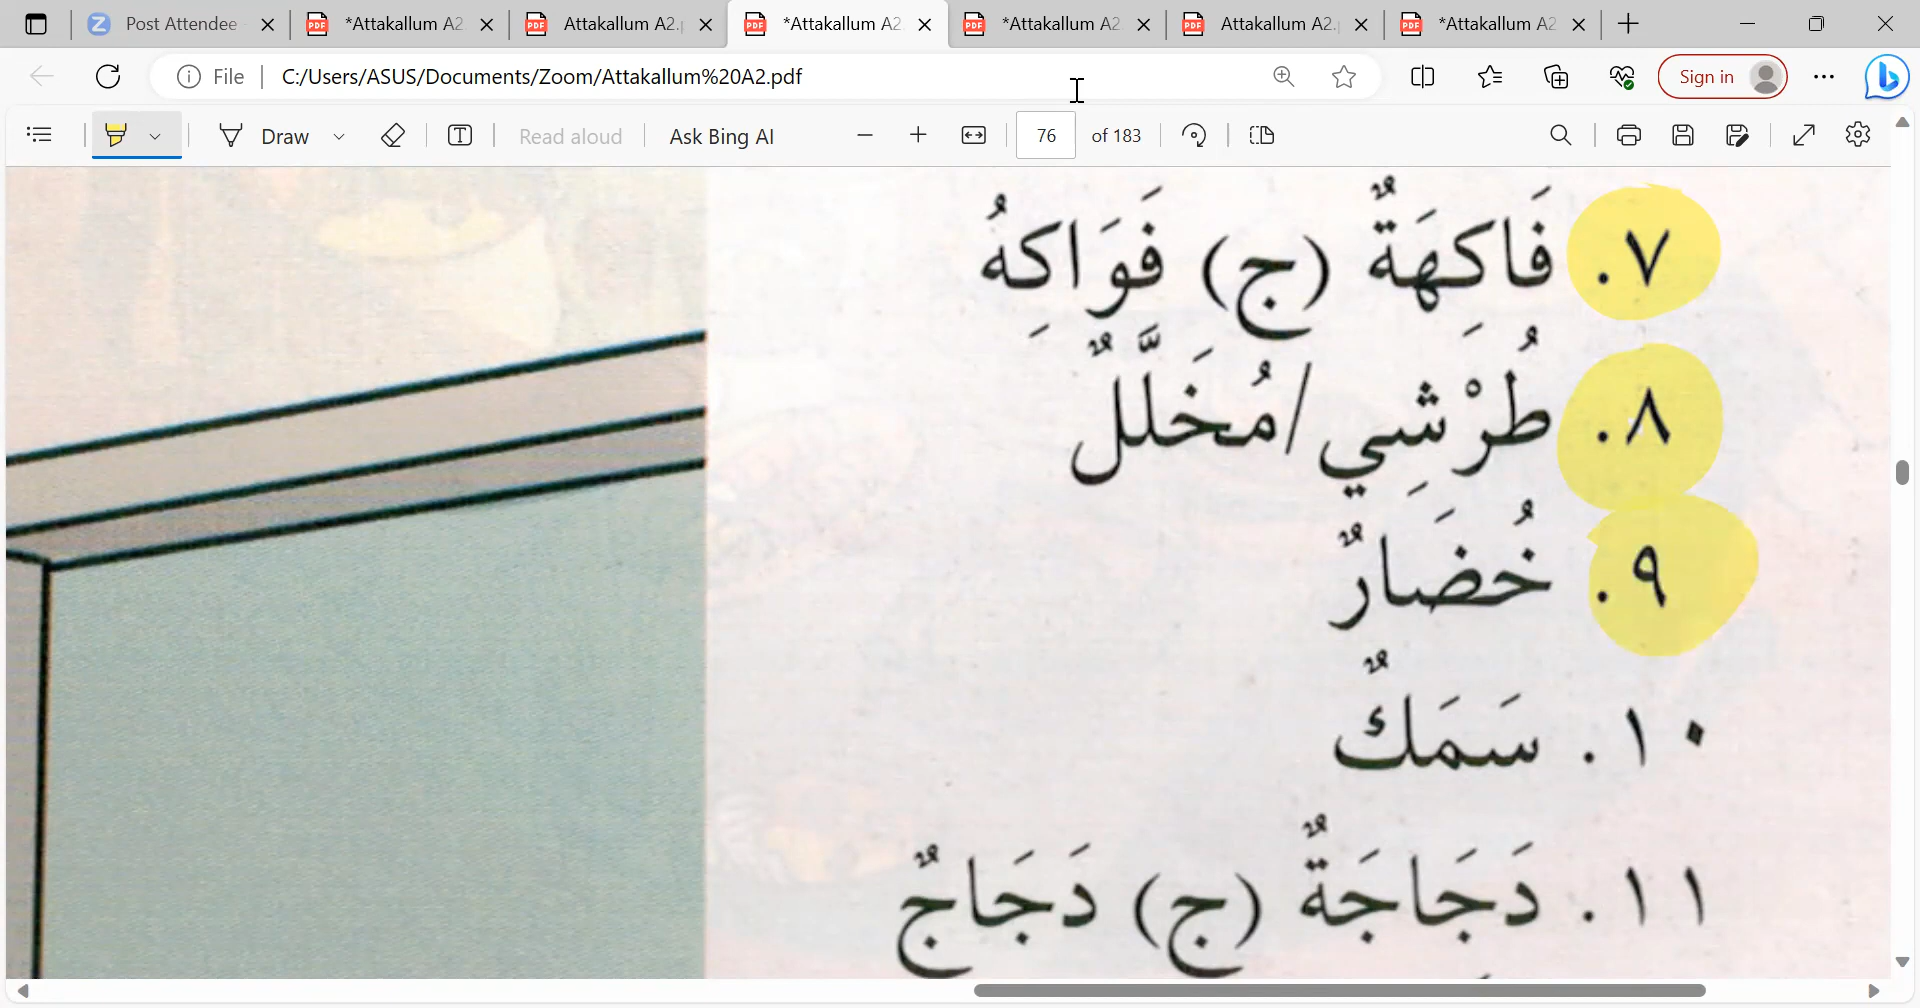 Post Attendee
*Attakallum A2
Attakallum A2.
*Attakallum A2
*Attakallum A2
Attakallum A2.
*Attakallum A2
File
C:/Users/ASUS/Documents/Zoom/Attakallum%20A2.pdf
Sign in
Draw
Read aloud
Ask Bing AI
76
of 183
٧. فَاكِهَةٌ (ج) فَوَاكِهُ
٨. طُرْشِي/مُخَلَّلٌ
٩. خُضَارٌ
١٠. سَمَكٌ
١١. دَجَاجَةٌ (ج) دَجَاجٌ